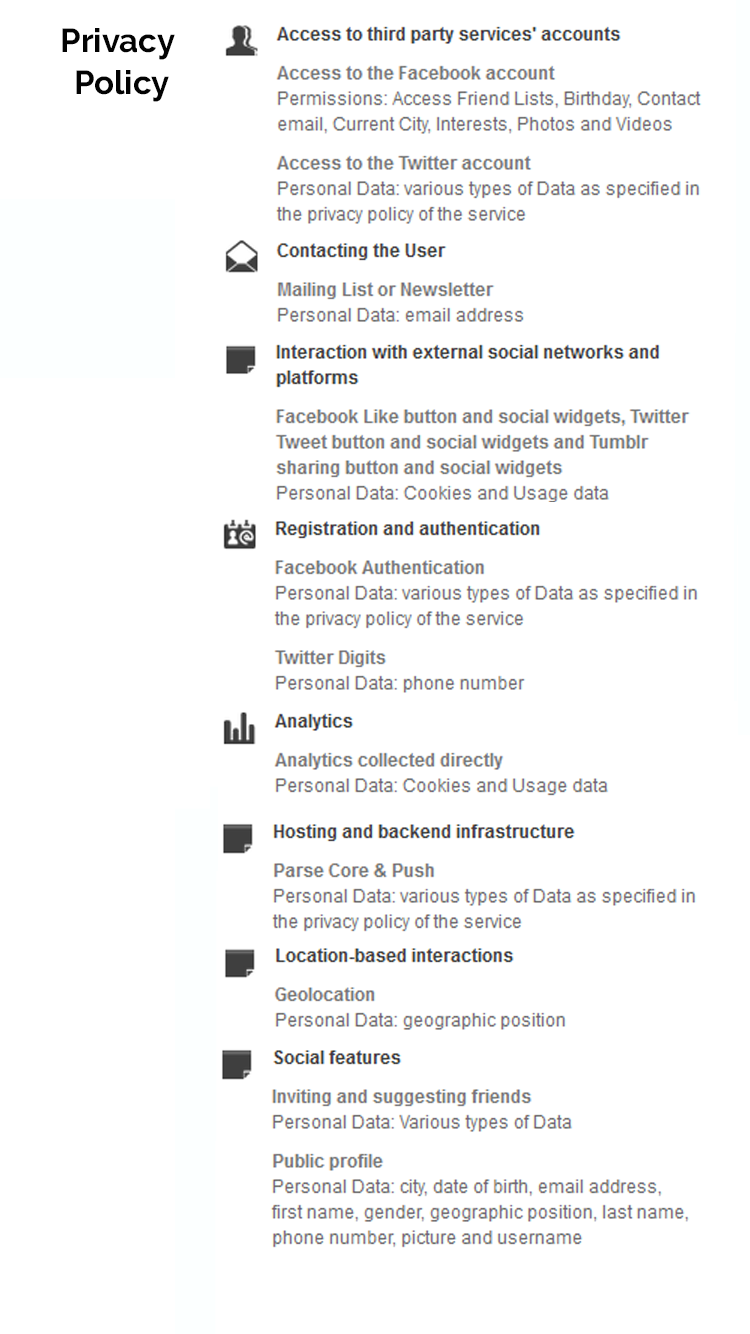 Privacy
Policy
Access to third party services' accounts
Access to the Facebook account
Permissions: Access Friend Lists, Birthday, Contact
email, Current City, Interests, Photos and Videos
Access to the Twitter account
Personal Data: various types of Data as specified in
the privacy policy of the service
Contacting the User
Mailing List or Newsletter
Personal Data: email address
Interaction with external social networks and
platforms
Facebook Like button and social widgets, Twitter
Tweet button and social widgets and Tumblr
sharing button and social widgets
Personal Data: Cookies and Usage data
Registration and authentication
Facebook Authentication
Personal Data: various types of Data as specified in
the privacy policy of the service
Twitter Digits
Personal Data: phone number
Analytics
Analytics collected directly
Personal Data: Cookies and Usage data
Hosting and backend infrastructure
Parse Core & Push
Personal Data: various types of Data as specified in
the privacy policy of the service
Location-based interactions
Geolocation
Personal Data: geographic position
Social features
Inviting and suggesting friends
Personal Data: Various types of Data
Public profile
Personal Data: city, date of birth, email address,
first name, gender, geographic position, last name,
phone number, picture and username